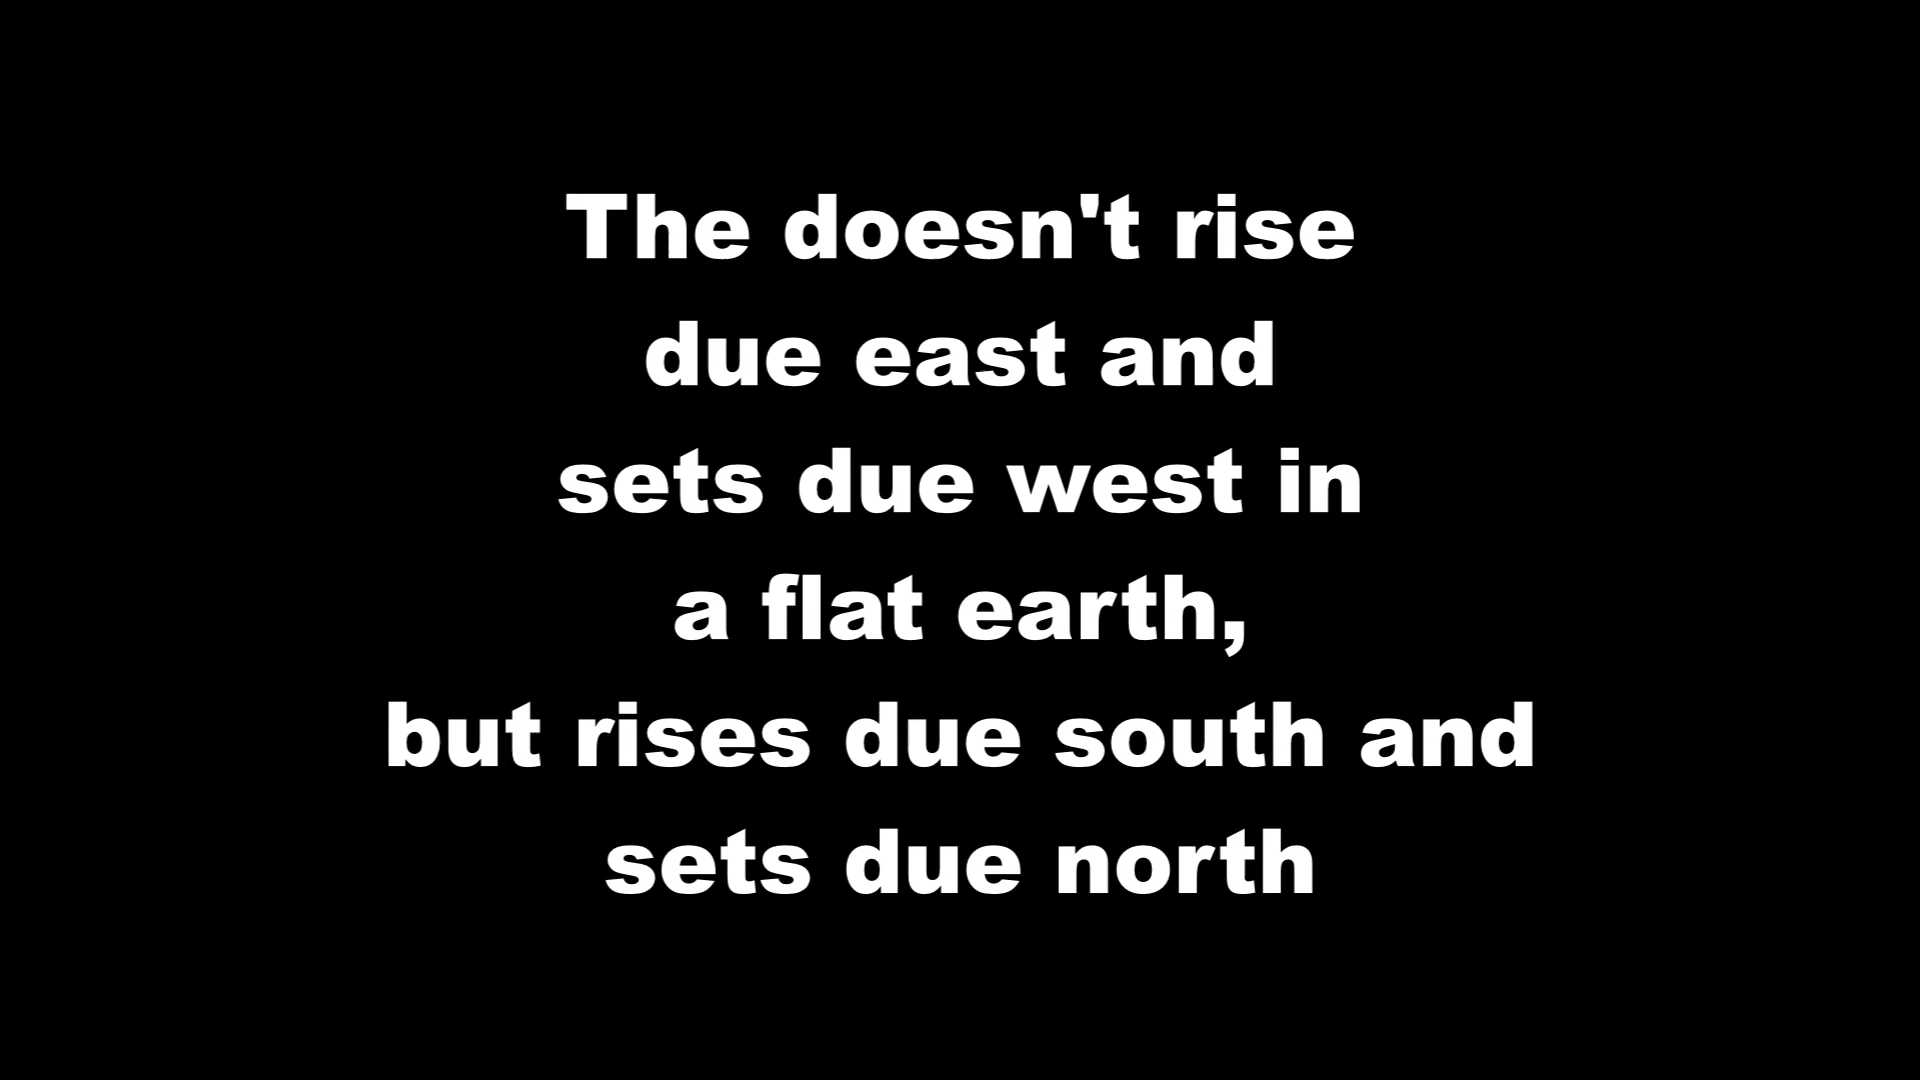 The doesn't rise
due east and
sets due west in
a flat earth,
but rises due south and
sets due north